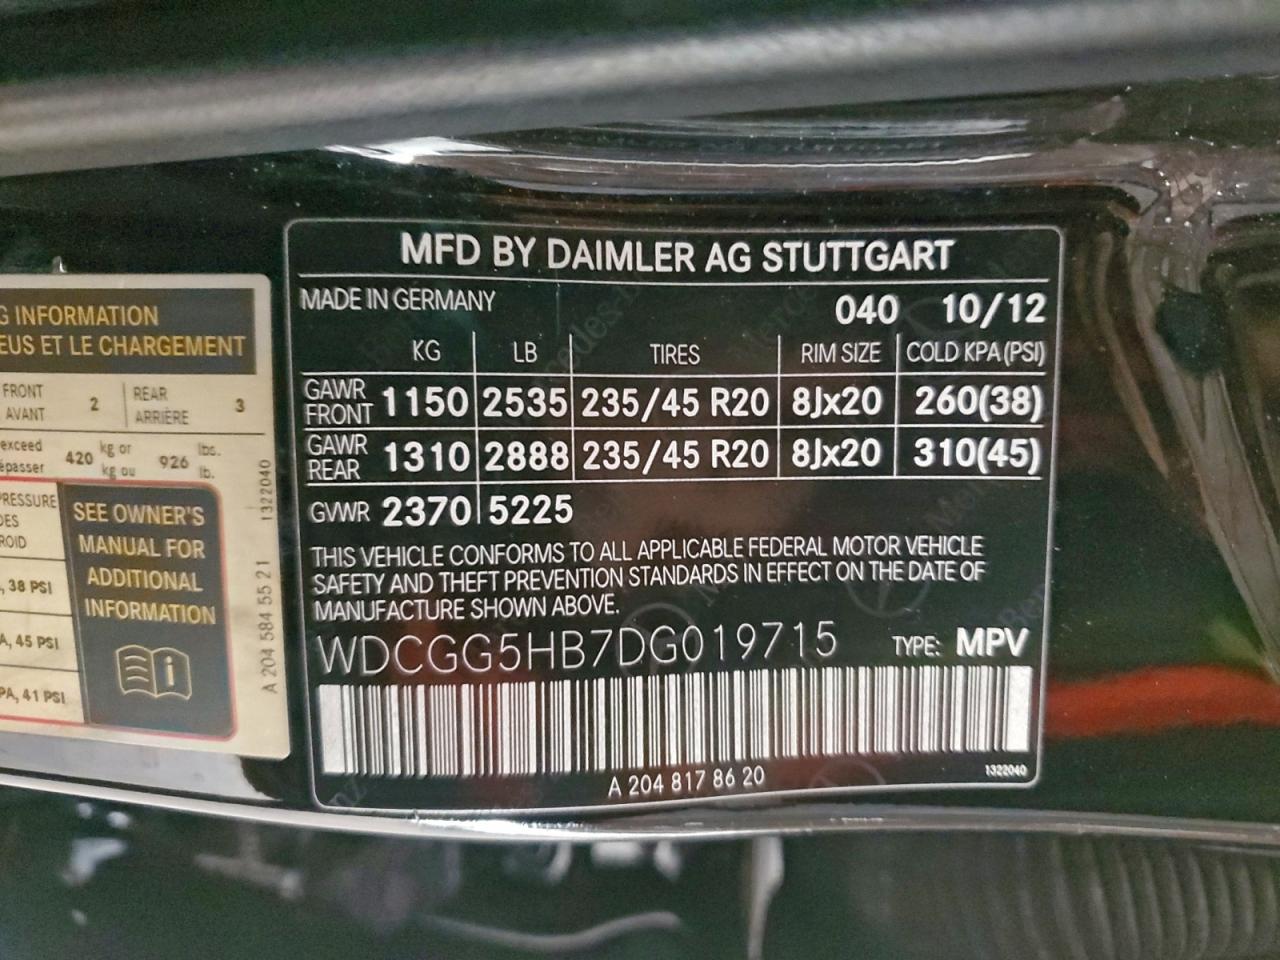 G INFORMATION
EUS ET LE CHARGEMENT
FRONT
AVANT
2
REAR
ARRIÈRE
3
exceed
420 kg or
kg ou
926 lbs.
lb.
DES
, 38 PSI
A, 45 PSI
PA, 41 PSI
SEE OWNER'S
MANUAL FOR
ADDITIONAL
INFORMATION
A 204 584 55 21
1322040
MFD BY DAIMLER AG STUTTGART
MADE IN GERMANY 040 10/12
KG LB TIRES RIM SIZE COLD KPA(PSI)
GAWR
FRONT 1150 2535 235/45 R20 8Jx20 260(38)
GAWR
REAR 1310 2888 235/45 R20 8Jx20 310(45)
GVWR 2370 5225
THIS VEHICLE CONFORMS TO ALL APPLICABLE FEDERAL MOTOR VEHICLE
SAFETY AND THEFT PREVENTION STANDARDS IN EFFECT ON THE DATE OF
MANUFACTURE SHOWN ABOVE.
WDCGG5HB7DG019715 TYPE: MPV
A 204 817 86 20
1322040